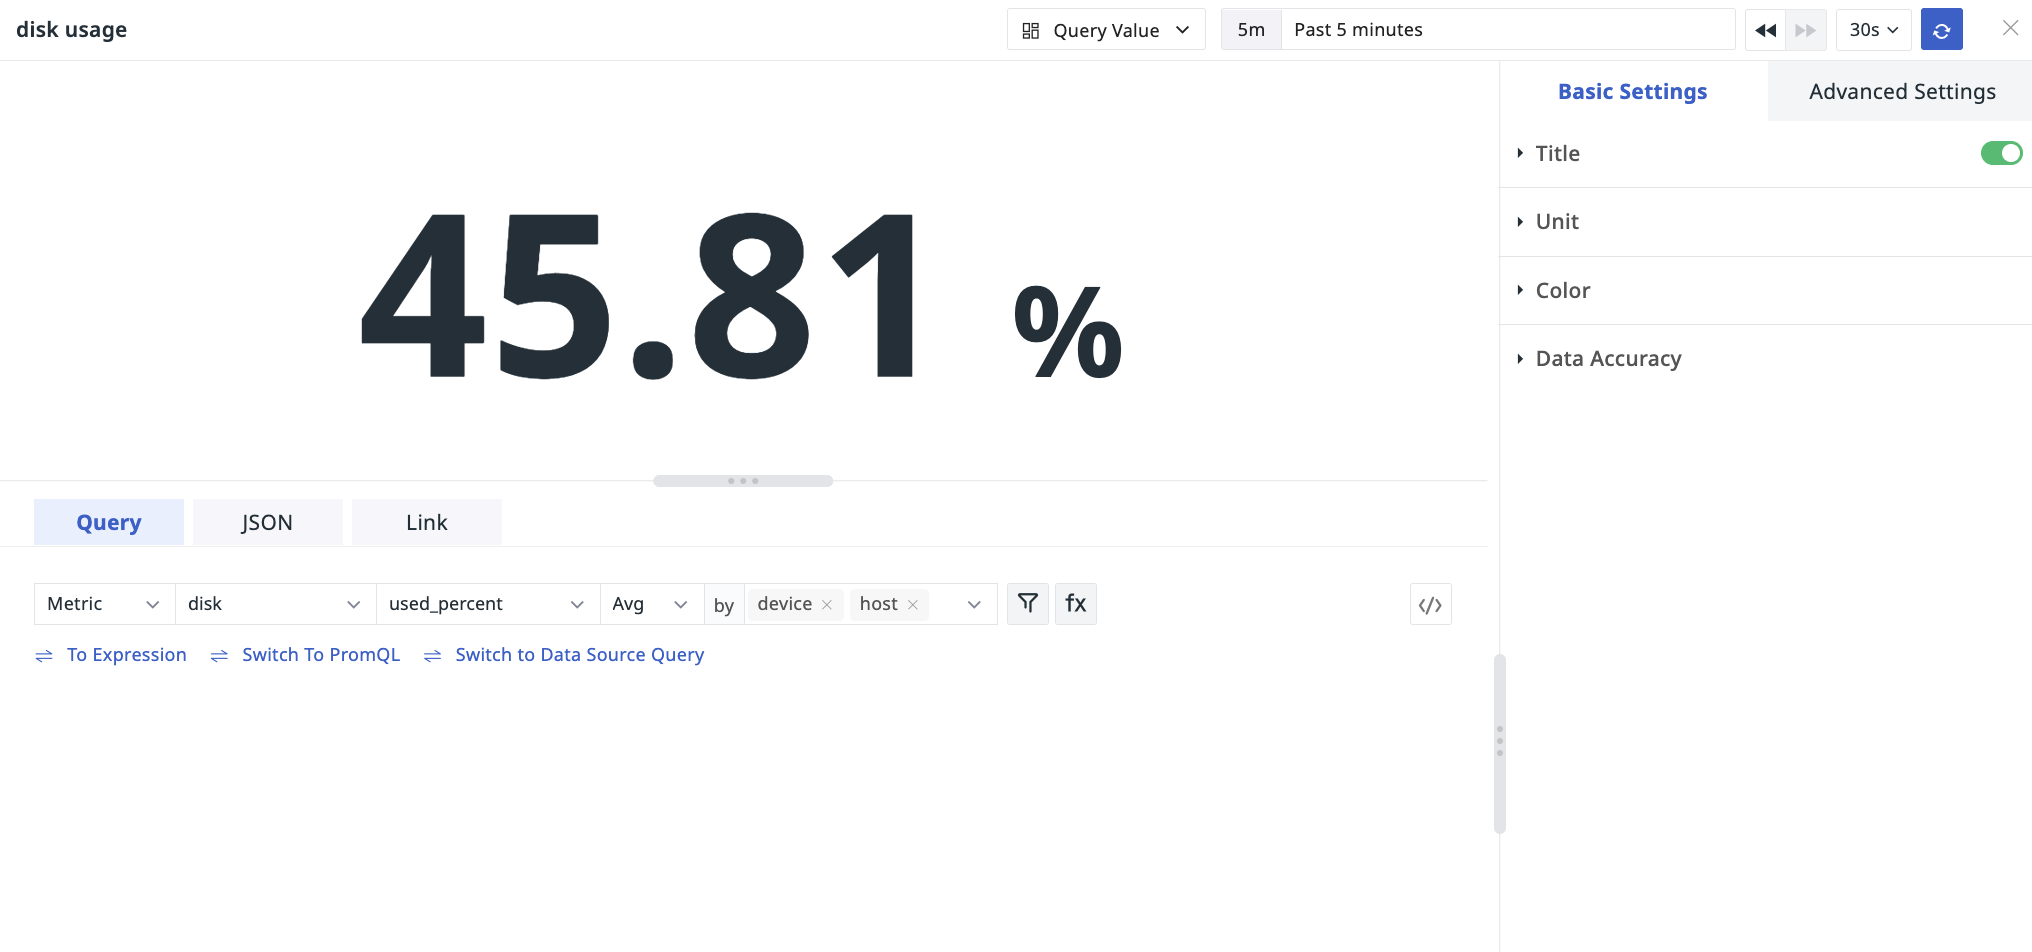 disk usage
Query Value
5m Past 5 minutes
30s
Basic Settings
Advanced Settings
Title
Unit
Color
Data Accuracy
45.81 %
Query
JSON
Link
Metric disk used_percent Avg by device host fx </>
To Expression Switch To PromQL Switch to Data Source Query